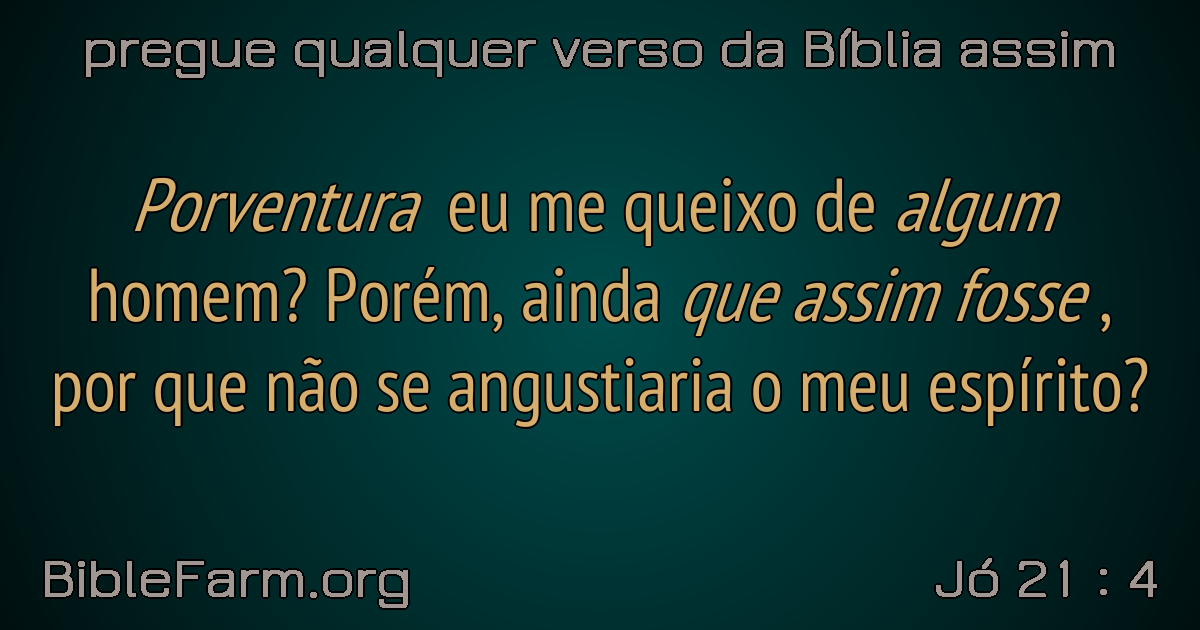 pregue qualquer verso da Bíblia assim
Porventura eu me queixo de algum
homem? Porém, ainda que assim fosse ,
por que não se angustiaria o meu espírito?
BibleFarm.org
Jó 21 : 4